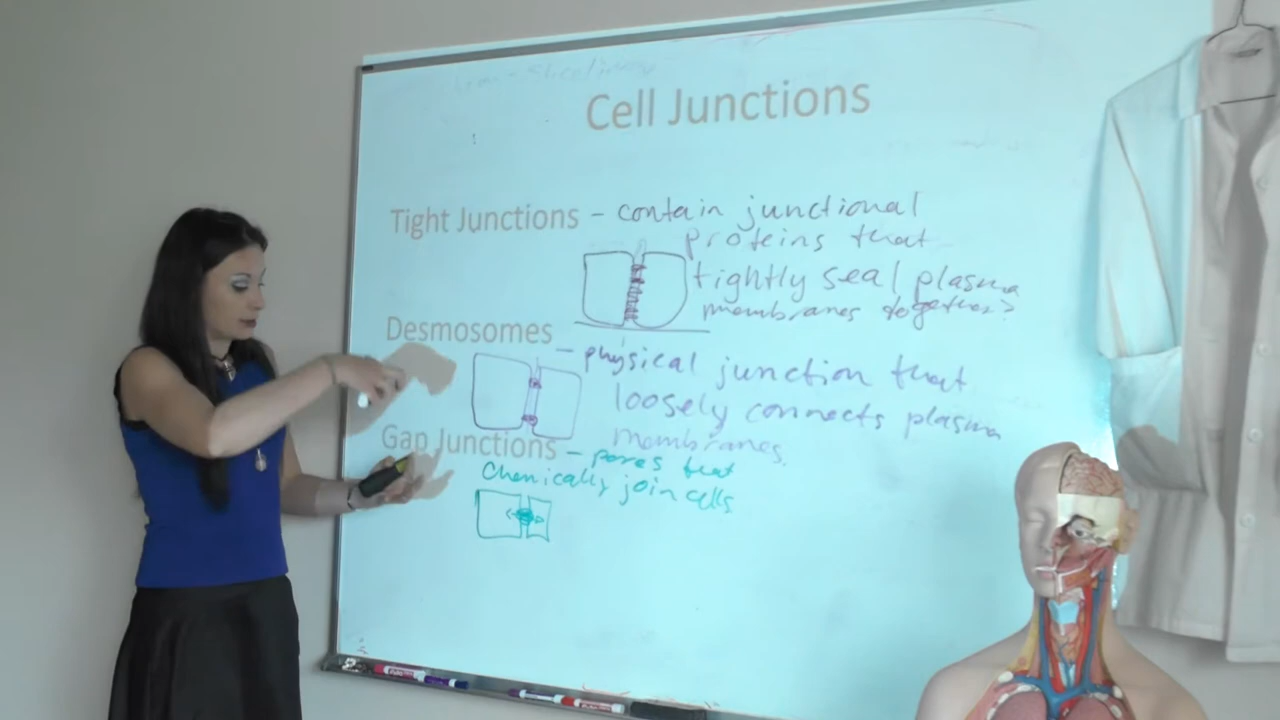 Cell Junctions
Tight Junctions - contain junctional
proteins that
tightly seal plasma
membranes together
Desmosomes
- physical junction that
loosely connects plasma
membranes.
Gap Junctions - pores that
chemically join cells